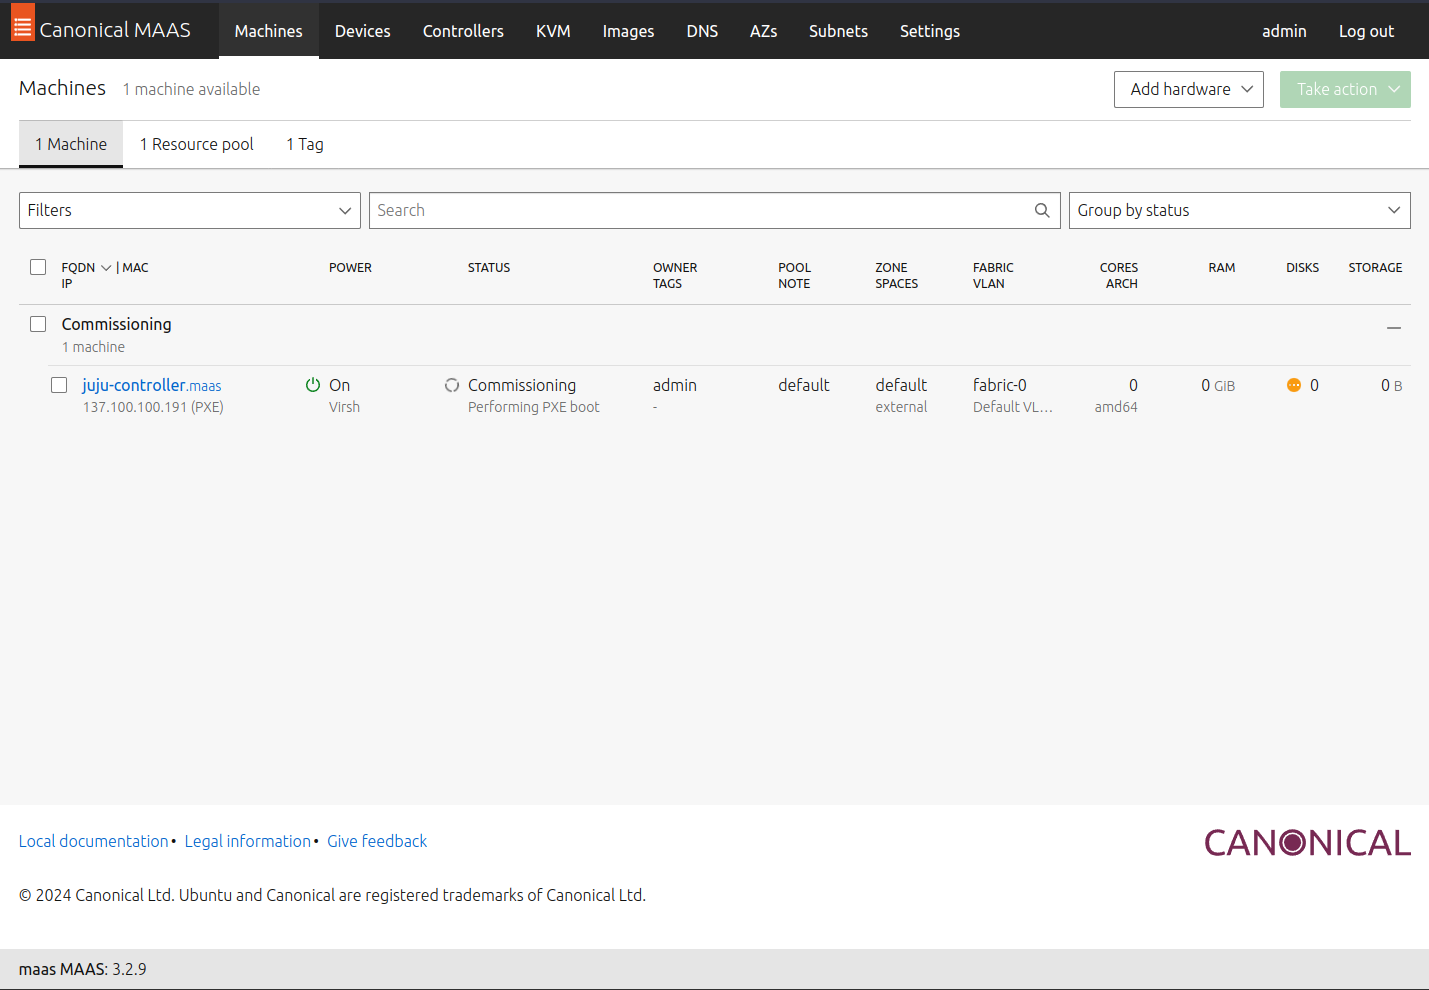 Canonical MAAS Machines Devices Controllers KVM Images DNS AZs Subnets Settings admin Log out
Machines 1 machine available Add hardware Take action
1 Machine 1 Resource pool 1 Tag
Filters Search Group by status
FQDN | MAC POWER STATUS OWNER POOL ZONE FABRIC CORES RAM DISKS STORAGE
IP TAGS NOTE SPACES VLAN ARCH
Commissioning
1 machine
juju-controller.maas On Commissioning admin default default fabric-0 0 0 GiB 0 0 B
137.100.100.191 (PXE) Virsh Performing PXE boot - external Default VL... amd64
Local documentation • Legal information • Give feedback CANONICAL
© 2024 Canonical Ltd. Ubuntu and Canonical are registered trademarks of Canonical Ltd.
maas MAAS: 3.2.9